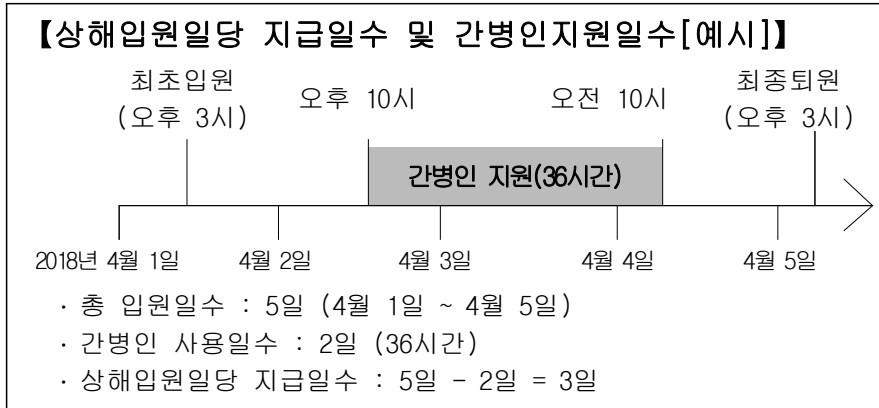 【상해입원일당 지급일수 및 간병인지원일수[예시]】
최초입원
(오후 3시)
오후 10시
오전 10시
최종퇴원
(오후 3시)
간병인 지원(36시간)
2018년 4월 1일
4월 2일
4월 3일
4월 4일
4월 5일
· 총 입원일수 : 5일 (4월 1일 ~ 4월 5일)
· 간병인 사용일수 : 2일 (36시간)
· 상해입원일당 지급일수 : 5일 - 2일 = 3일